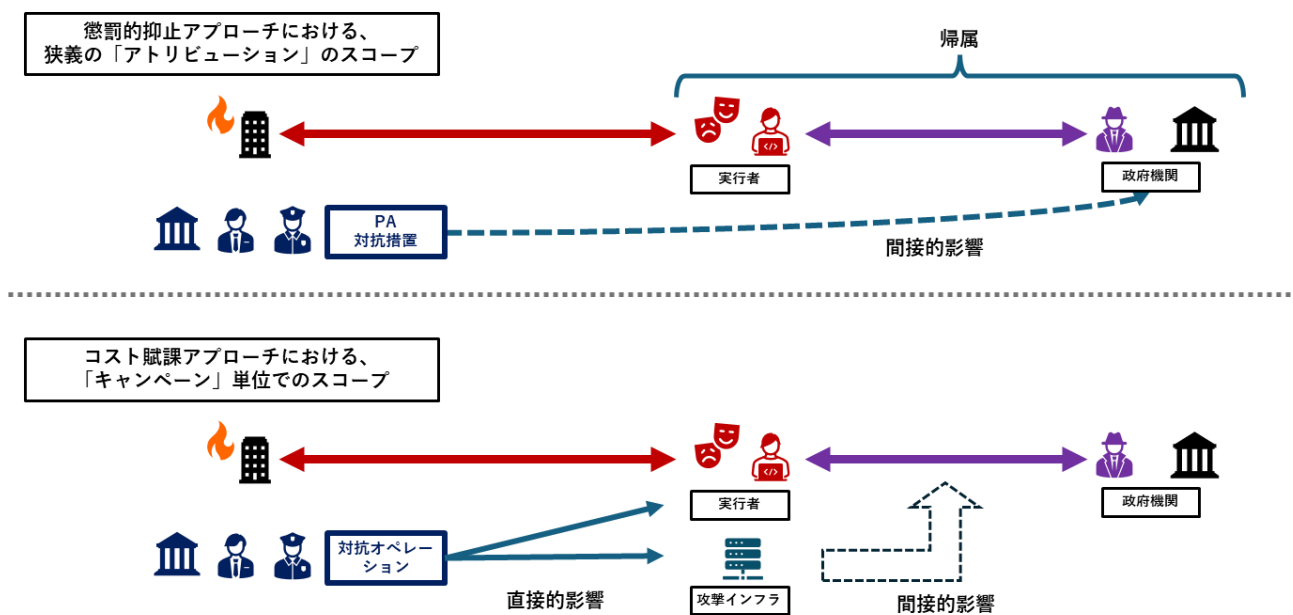 懲罰的抑止アプローチにおける、
狭義の「アトリビューション」のスコープ
帰属
実行者
政府機関
PA
対抗措置
間接的影響
コスト賦課アプローチにおける、
「キャンペーン」単位でのスコープ
実行者
政府機関
対抗オペレー
ション
直接的影響
攻撃インフラ
間接的影響